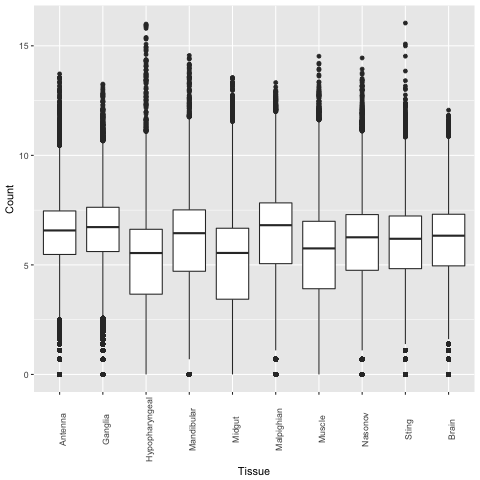 15
10
5
0
Count
Antenna
Ganglia
Hypopharyngeal
Mandibular
Midgut
Malpighian
Muscle
Nasonov
Sting
Brain
Tissue